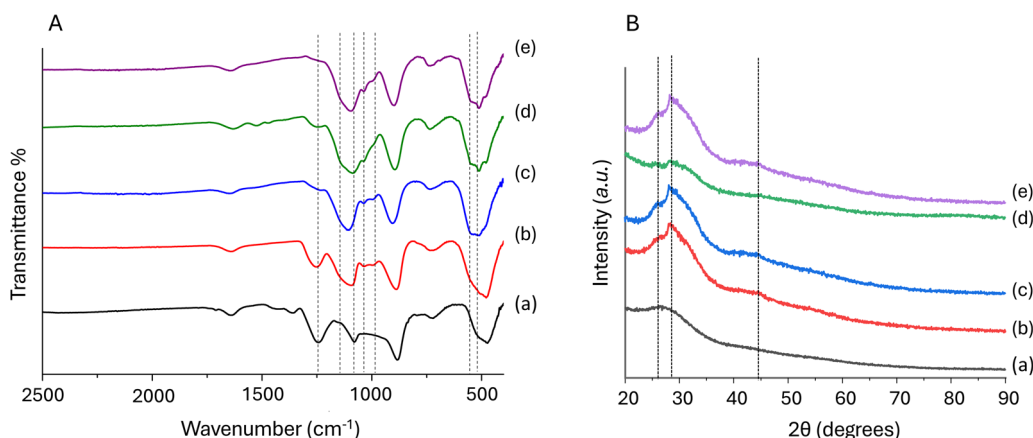 A
Transmittance %
(e)
(d)
(c)
(b)
(a)
2500
2000
1500
1000
500
Wavenumber (cm⁻¹)
B
Intensity (a.u.)
(e)
(d)
(c)
(b)
(a)
20
30
40
50
60
70
80
90
2θ (degrees)